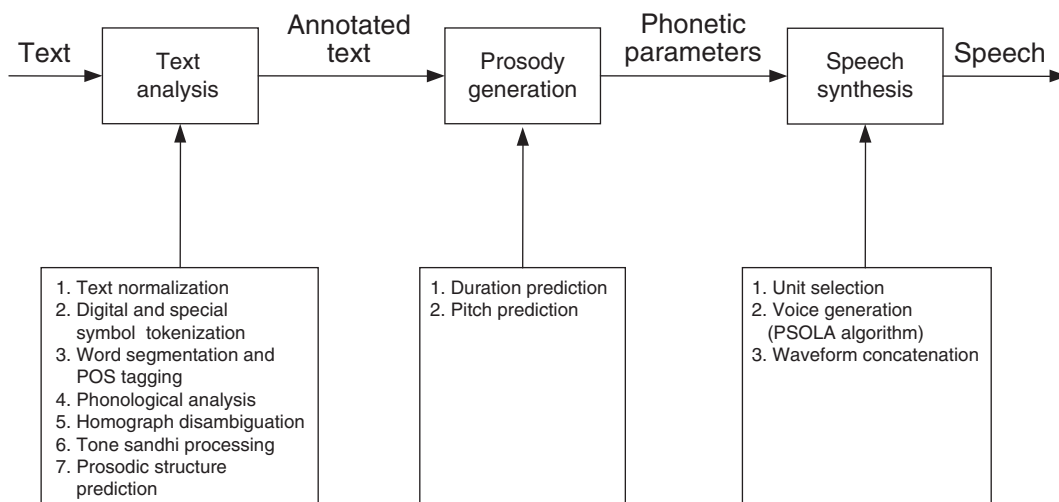 Text
Text
analysis
Annotated
text
Prosody
generation
Phonetic
parameters
Speech
synthesis
Speech
1. Text normalization
2. Digital and special
symbol tokenization
3. Word segmentation and
POS tagging
4. Phonological analysis
5. Homograph disambiguation
6. Tone sandhi processing
7. Prosodic structure
prediction
1. Duration prediction
2. Pitch prediction
1. Unit selection
2. Voice generation
(PSOLA algorithm)
3. Waveform concatenation